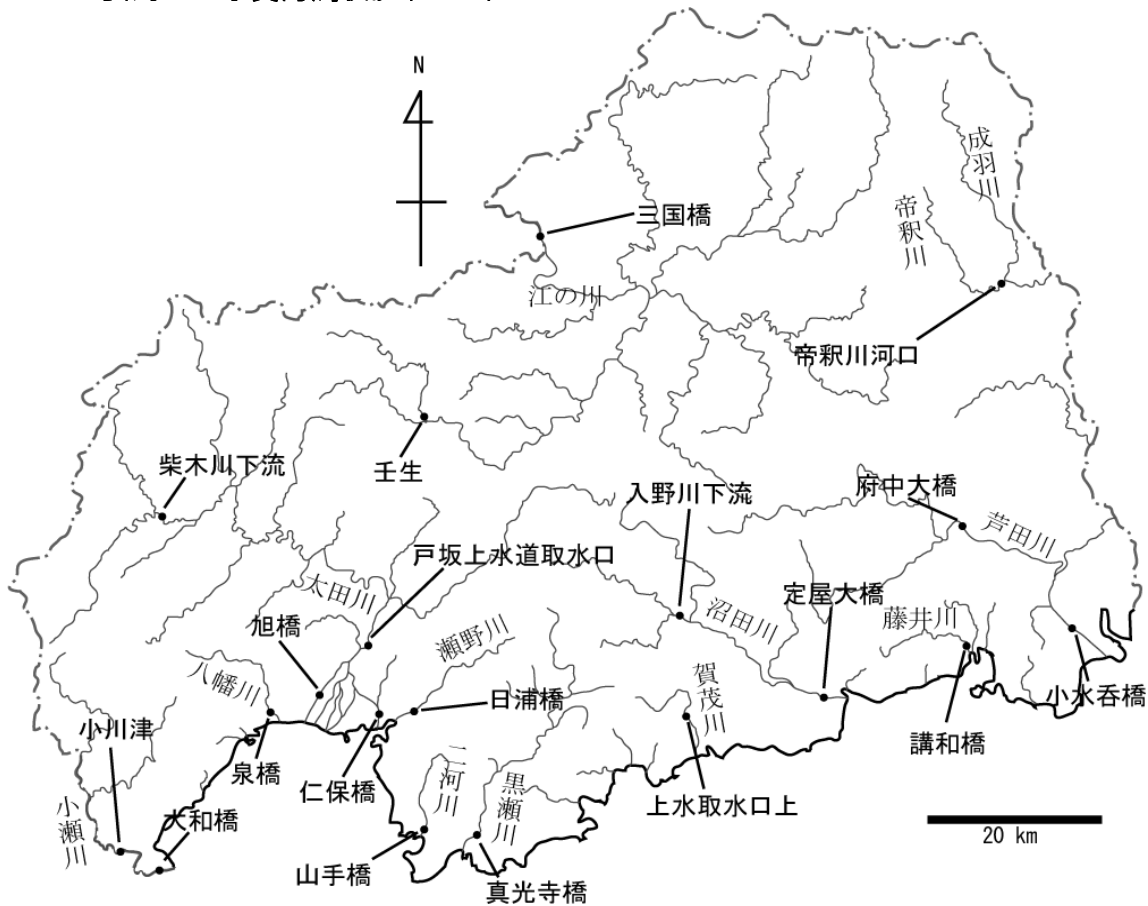 N
成羽川
帝釈川
三国橋
江の川
帝釈川河口
壬生
柴木川下流
入野川下流
府中大橋
芦田川
戸坂上水道取水口
太田川
旭橋
瀬野川
沼田川
定屋大橋
藤井川
八幡川
賀茂川
日浦橋
小水呑橋
小川津
泉橋
仁保橋
二河川
黒瀬川
講和橋
上水取水口上
小瀬川
大和橋
山手橋
真光寺橋
20 km